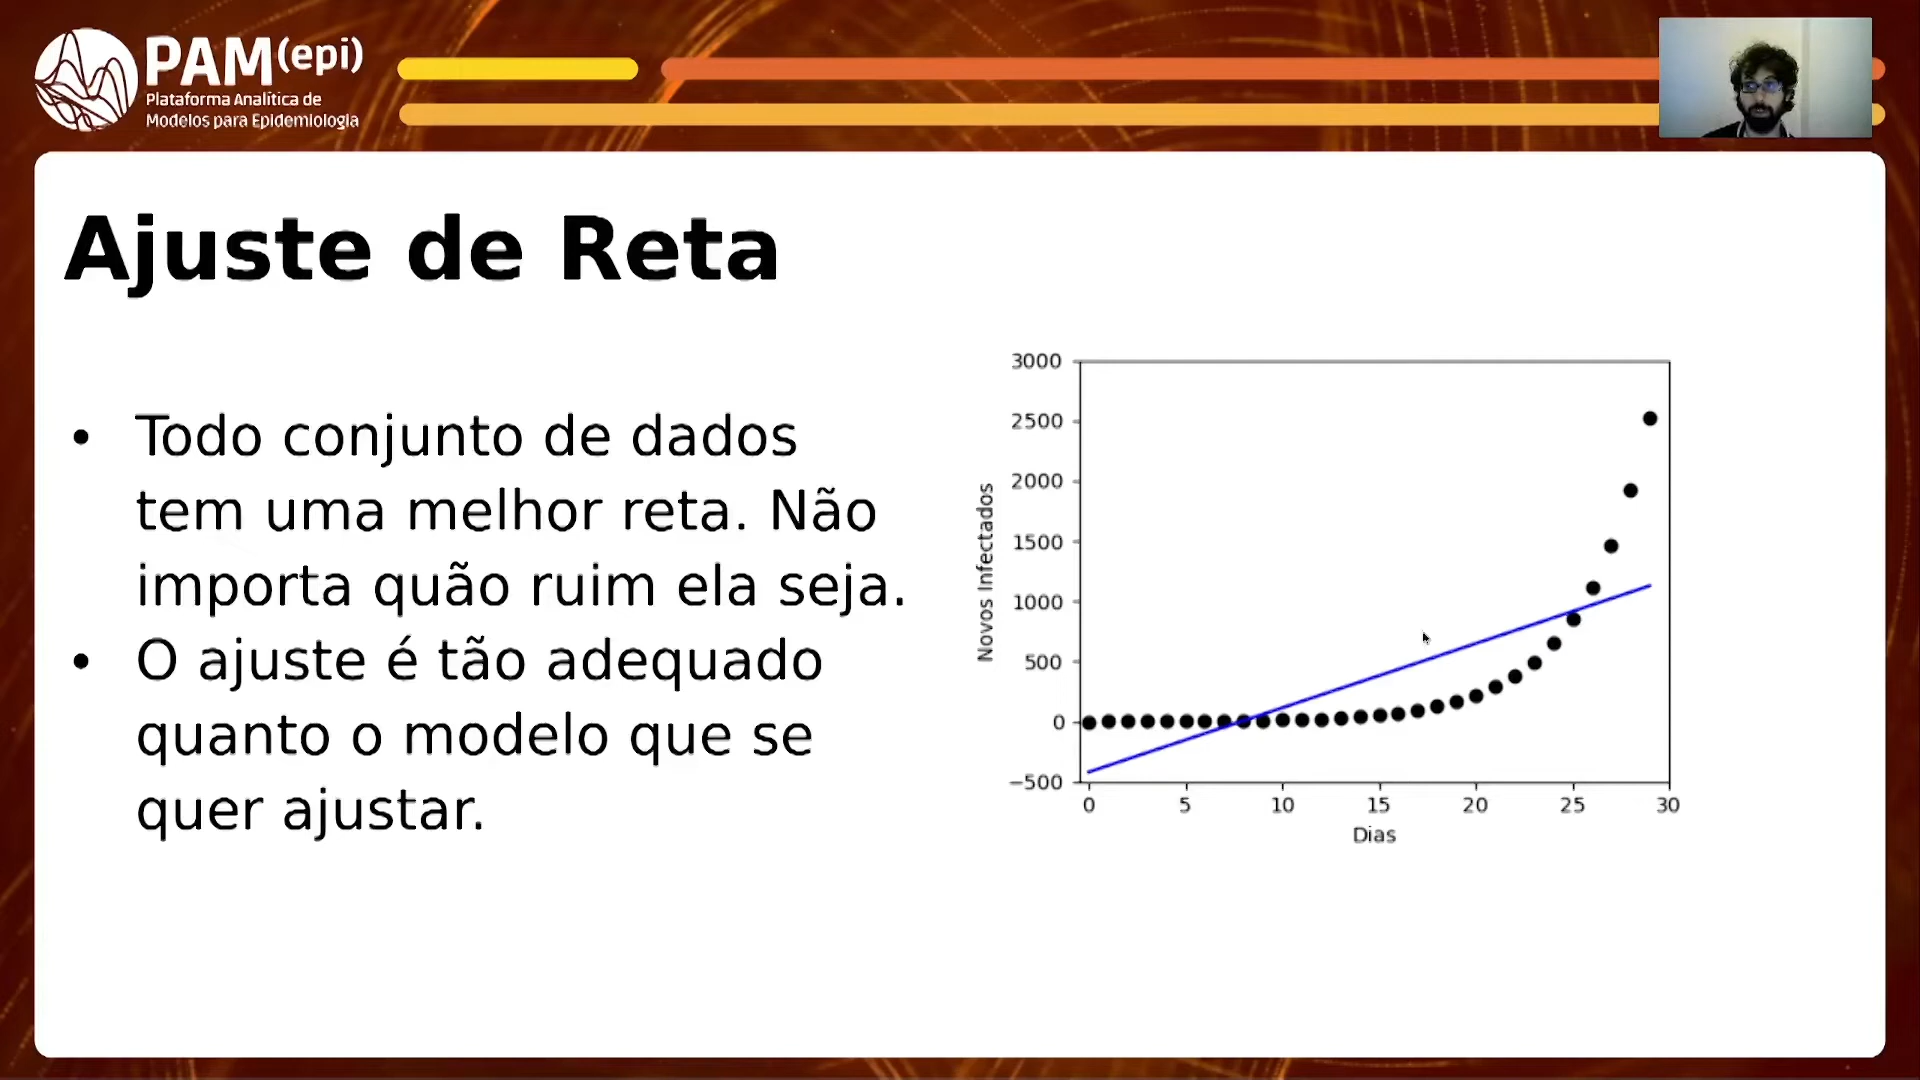 PAM(epi)
Plataforma Analítica de
Modelos para Epidemiologia
Ajuste de Reta
• Todo conjunto de dados
tem uma melhor reta. Não
importa quão ruim ela seja.
• O ajuste é tão adequado
quanto o modelo que se
quer ajustar.
3000
2500
2000
1500
1000
500
0
−500
Novos Infectados
0 5 10 15 20 25 30
Dias